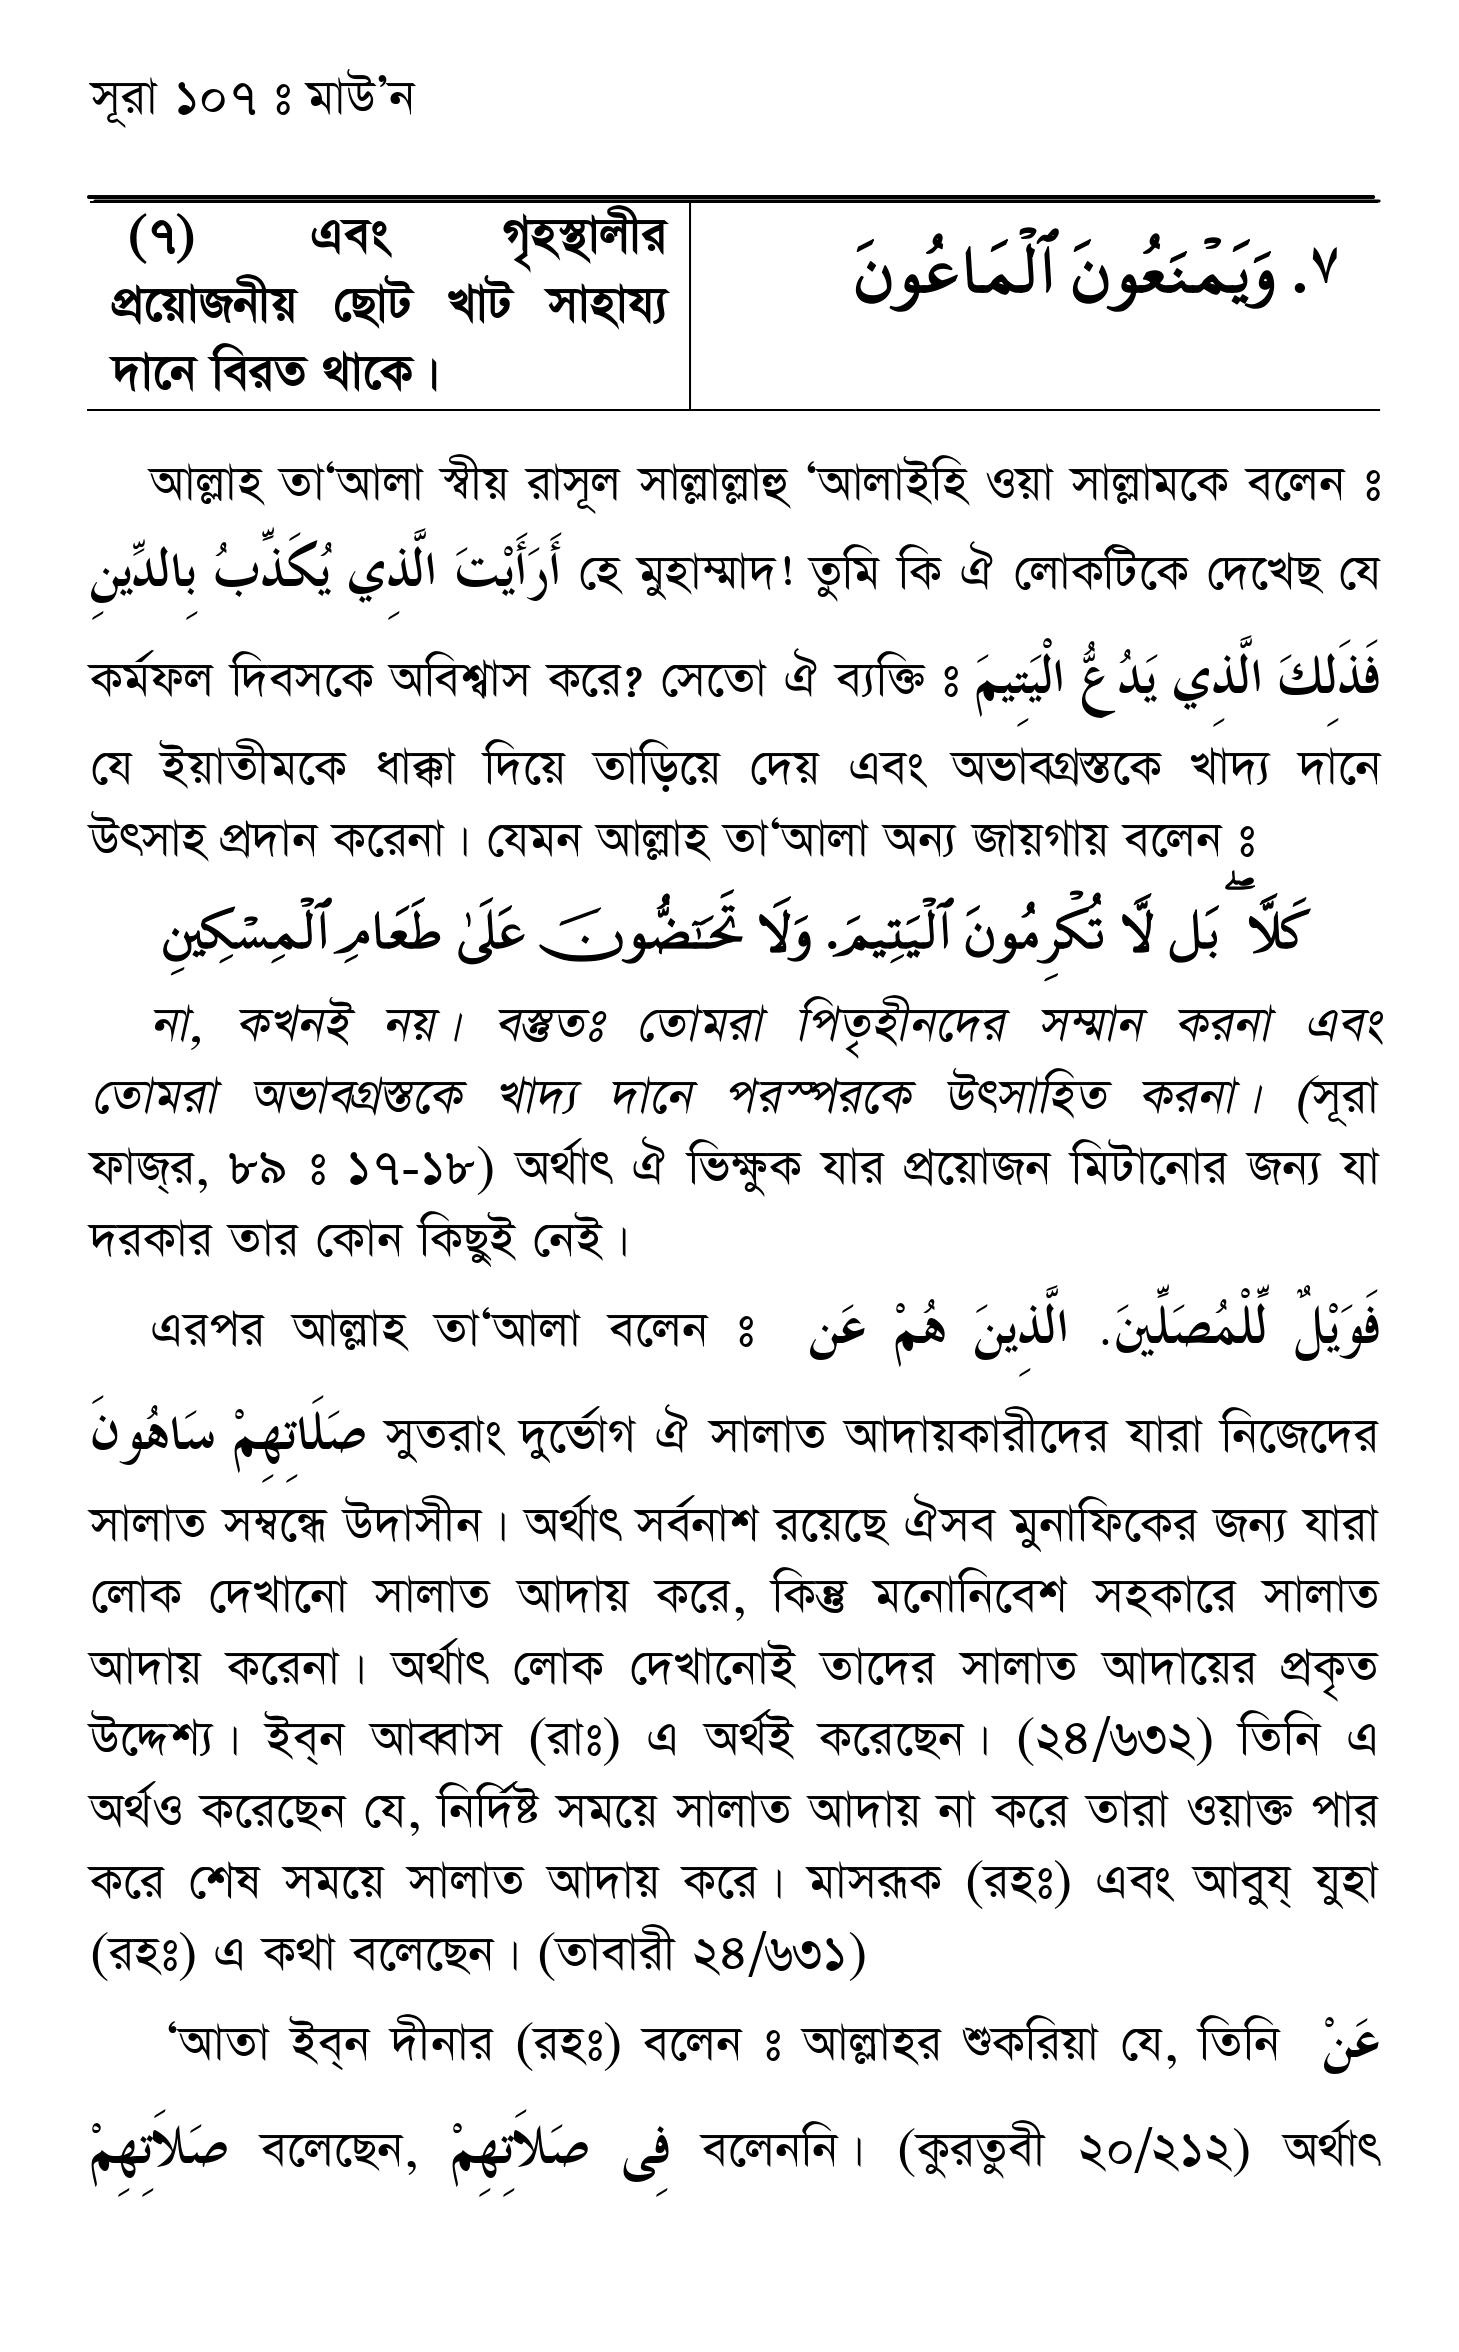 সূরা ১০৭ ঃ মাউ’ন
(৭) এবং গৃহস্থালীর
প্রয়োজনীয় ছোট খাট সাহায্য
দানে বিরত থাকে।
٧. وَيَمْنَعُونَ ٱلْمَاعُونَ
আল্লাহ তা‘আলা স্বীয় রাসূল সাল্লাল্লাহু ‘আলাইহি ওয়া সাল্লামকে বলেন ঃ
أَرَأَيْتَ الَّذِي يُكَذِّبُ بِالدِّينِ হে মুহাম্মাদ! তুমি কি ঐ লোকটিকে দেখেছ যে
কর্মফল দিবসকে অবিশ্বাস করে? সেতো ঐ ব্যক্তি ঃ فَذَلِكَ الَّذِي يَدُعُّ الْيَتِيمَ
যে ইয়াতীমকে ধাক্কা দিয়ে তাড়িয়ে দেয় এবং অভাবগ্রস্তকে খাদ্য দানে
উৎসাহ প্রদান করেনা। যেমন আল্লাহ তা‘আলা অন্য জায়গায় বলেন ঃ
كَلَّا ۖ بَل لَّا تُكْرِمُونَ ٱلْيَتِيمَ. وَلَا تَحَٰٓضُّونَ عَلَىٰ طَعَامِ ٱلْمِسْكِينِ
না, কখনই নয়। বস্তুতঃ তোমরা পিতৃহীনদের সম্মান করনা এবং
তোমরা অভাবগ্রস্তকে খাদ্য দানে পরস্পরকে উৎসাহিত করনা। (সূরা
ফাজ্‌র, ৮৯ ঃ ১৭-১৮) অর্থাৎ ঐ ভিক্ষুক যার প্রয়োজন মিটানোর জন্য যা
দরকার তার কোন কিছুই নেই।
এরপর আল্লাহ তা‘আলা বলেন ঃ فَوَيْلٌ لِّلْمُصَلِّينَ. الَّذِينَ هُمْ عَن
صَلَاتِهِمْ سَاهُونَ সুতরাং দুর্ভোগ ঐ সালাত আদায়কারীদের যারা নিজেদের
সালাত সম্বন্ধে উদাসীন। অর্থাৎ সর্বনাশ রয়েছে ঐসব মুনাফিকের জন্য যারা
লোক দেখানো সালাত আদায় করে, কিন্তু মনোনিবেশ সহকারে সালাত
আদায় করেনা। অর্থাৎ লোক দেখানোই তাদের সালাত আদায়ের প্রকৃত
উদ্দেশ্য। ইব্‌ন আব্বাস (রাঃ) এ অর্থই করেছেন। (২৪/৬৩২) তিনি এ
অর্থও করেছেন যে, নির্দিষ্ট সময়ে সালাত আদায় না করে তারা ওয়াক্ত পার
করে শেষ সময়ে সালাত আদায় করে। মাসরূক (রহঃ) এবং আবুয্ যুহা
(রহঃ) এ কথা বলেছেন। (তাবারী ২৪/৬৩১)
‘আতা ইব্‌ন দীনার (রহঃ) বলেন ঃ আল্লাহর শুকরিয়া যে, তিনি عَنْ
صَلاَتِهِمْ বলেছেন, فِى صَلاَتِهِمْ বলেননি। (কুরতুবী ২০/২১২) অর্থাৎ